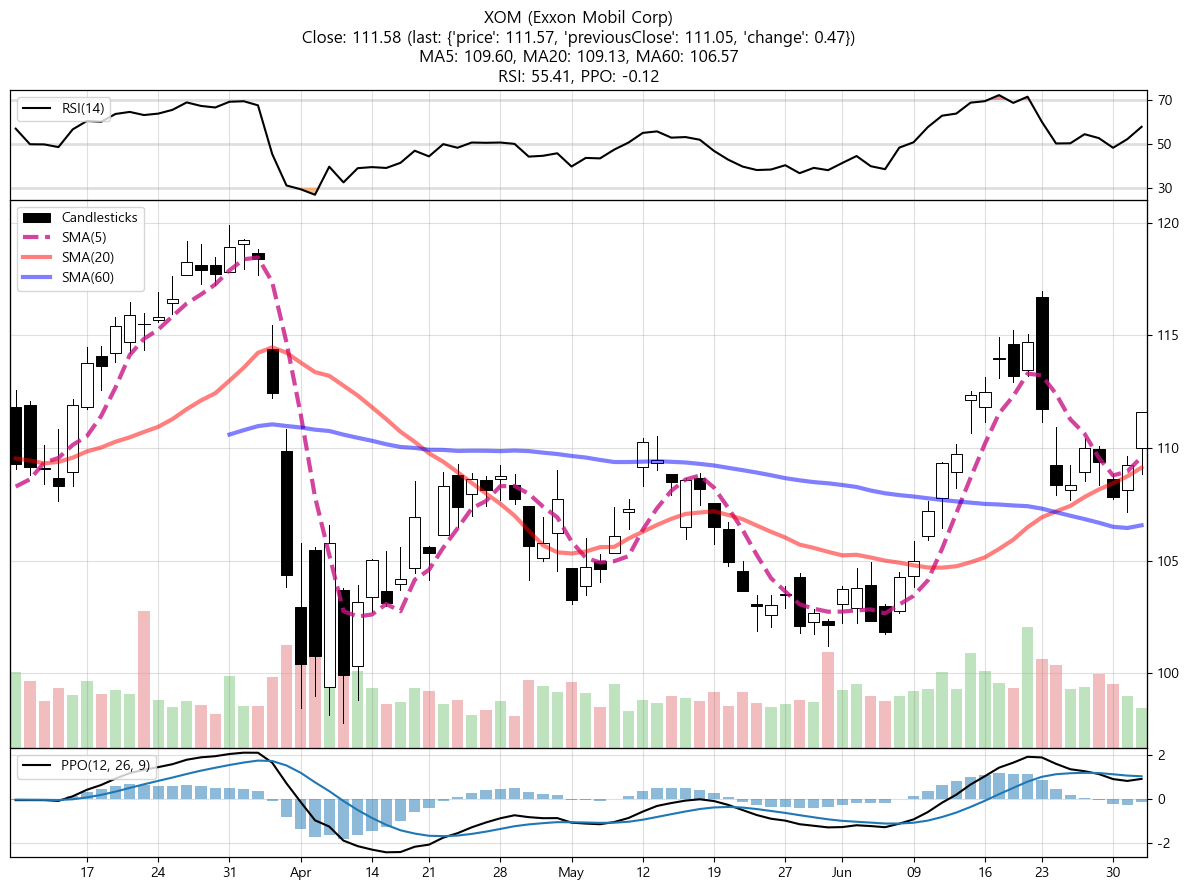 XOM (Exxon Mobil Corp)
Close: 111.58 (last: {'price': 111.57, 'previousClose': 111.05, 'change': 0.47})
MA5: 109.60, MA20: 109.13, MA60: 106.57
RSI: 55.41, PPO: -0.12
RSI(14)
70
50
30
Candlesticks
SMA(5)
SMA(20)
SMA(60)
120
115
110
105
100
PPO(12, 26, 9)
2
0
-2
17 24 31 Apr 14 21 28 May 12 19 27 Jun 09 16 23 30